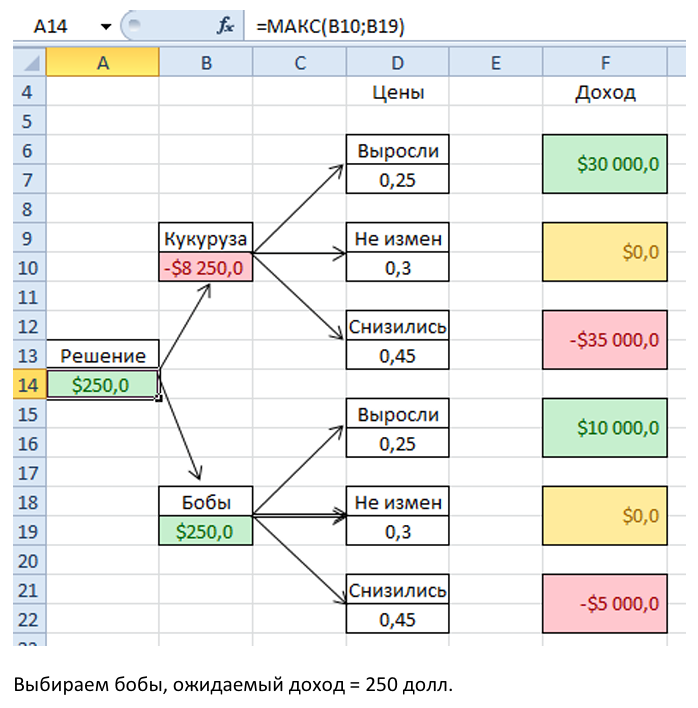 A14 fx =МАКС(B10;B19)
A B C D E F
4 Цены Доход
5
6 Выросли $30 000,0
7 0,25
8
9 Кукуруза Не измен $0,0
10 -$8 250,0 0,3
11
12 Снизились -$35 000,0
13 Решение 0,45
14 $250,0
15 Выросли $10 000,0
16 0,25
17
18 Бобы Не измен $0,0
19 $250,0 0,3
20
21 Снизились -$5 000,0
22 0,45
Выбираем бобы, ожидаемый доход = 250 долл.